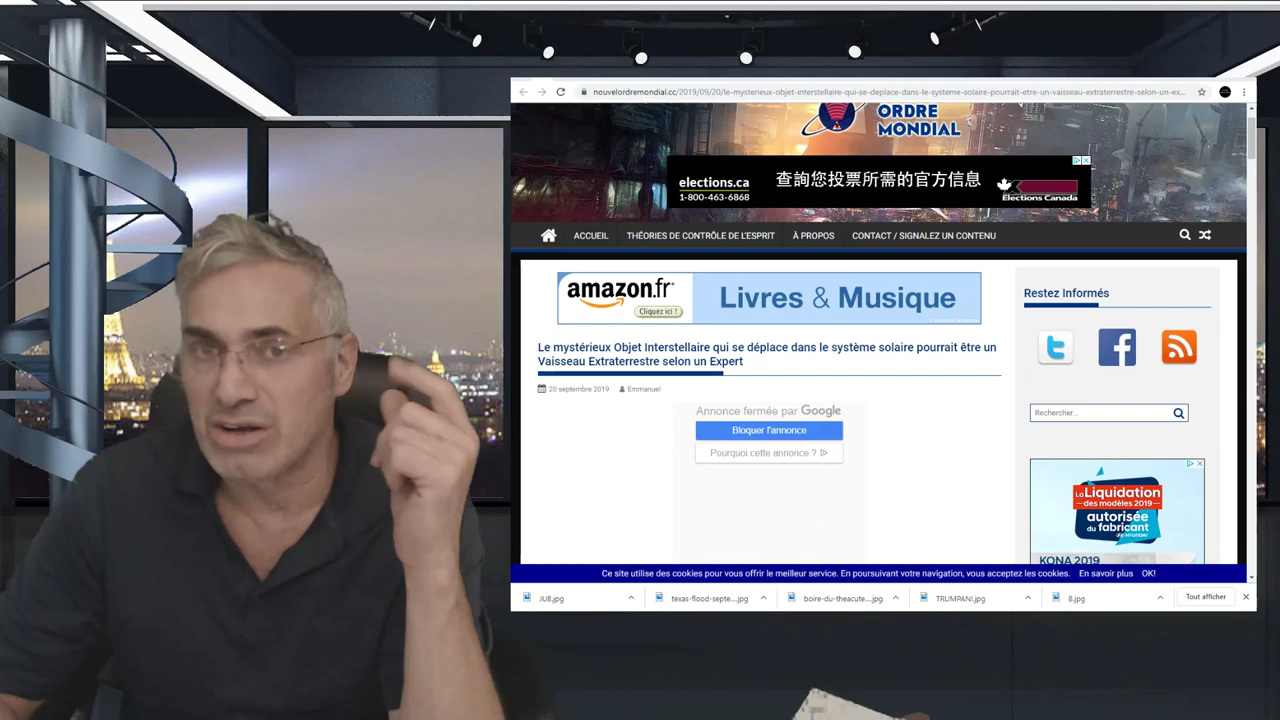 nouvelordremondial.cc/2019/09/20/le-mysterieux-objet-interstellaire-qui-se-deplace-dans-le-systeme-solaire-pourrait-etre-un-vaisseau-extraterrestre-selon-un-ex...
ORDRE
MONDIAL
elections.ca
1-800-463-6868
查詢您投票所需的官方信息
Elections Canada
ACCUEIL THÉORIES DE CONTRÔLE DE L'ESPRIT À PROPOS CONTACT / SIGNALEZ UN CONTENU
amazon.fr
Cliquez ici !
Livres & Musique
Restez Informés
Le mystérieux Objet Interstellaire qui se déplace dans le système solaire pourrait être un
Vaisseau Extraterrestre selon un Expert
20 septembre 2019 Emmanuel
Annonce fermée par Google
Bloquer l'annonce
Pourquoi cette annonce ?
Rechercher...
La Liquidation
des modèles 2019
autorisée
du fabricant
HYUNDAI
KONA 2019
Ce site utilise des cookies pour vous offrir le meilleur service. En poursuivant votre navigation, vous acceptez les cookies. En savoir plus OK!
JUB.jpg texas-flood-septe....jpg boire-du-theacute....jpg TRUMPANI.jpg 8.jpg Tout afficher